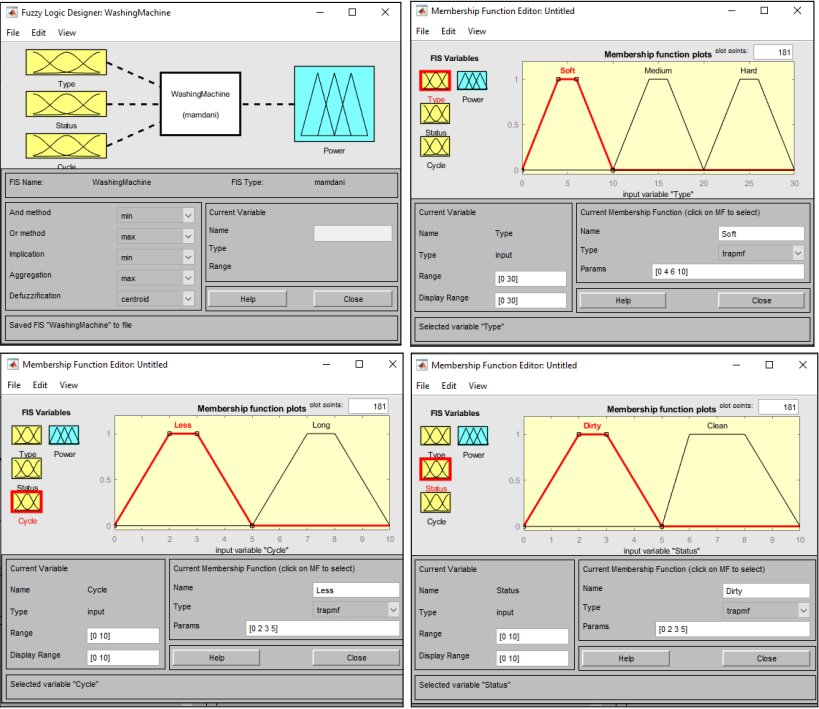 Fuzzy Logic Designer: WashingMachine
File Edit View
Type
Status
Cycle
WashingMachine
(mamdani)
Power
FIS Name: WashingMachine FIS Type: mamdani
And method min
Or method max
Implication min
Aggregation max
Defuzzification centroid
Current Variable
Name
Type
Range
Help Close
Saved FIS "WashingMachine" to file
Membership Function Editor: Untitled
File Edit View
FIS Variables
Type Power
Status
Cycle
Membership function plots plot points: 181
Soft Medium Hard
1
0.5
0
0 5 10 15 20 25 30
input variable "Type"
Current Variable
Name Type
Type input
Range [0 30]
Display Range [0 30]
Current Membership Function (click on MF to select)
Name Soft
Type trapmf
Params [0 4 6 10]
Help Close
Selected variable "Type"
Membership Function Editor: Untitled
File Edit View
FIS Variables
Type Power
Status
Cycle
Membership function plots plot points: 181
Less Long
1
0.5
0
0 1 2 3 4 5 6 7 8 9 10
input variable "Cycle"
Current Variable
Name Cycle
Type input
Range [0 10]
Display Range [0 10]
Current Membership Function (click on MF to select)
Name Less
Type trapmf
Params [0 2 3 5]
Help Close
Selected variable "Cycle"
Membership Function Editor: Untitled
File Edit View
FIS Variables
Type Power
Status
Cycle
Membership function plots plot points: 181
Dirty Clean
1
0.5
0
0 1 2 3 4 5 6 7 8 9 10
input variable "Status"
Current Variable
Name Status
Type input
Range [0 10]
Display Range [0 10]
Current Membership Function (click on MF to select)
Name Dirty
Type trapmf
Params [0 2 3 5]
Help Close
Selected variable "Status"